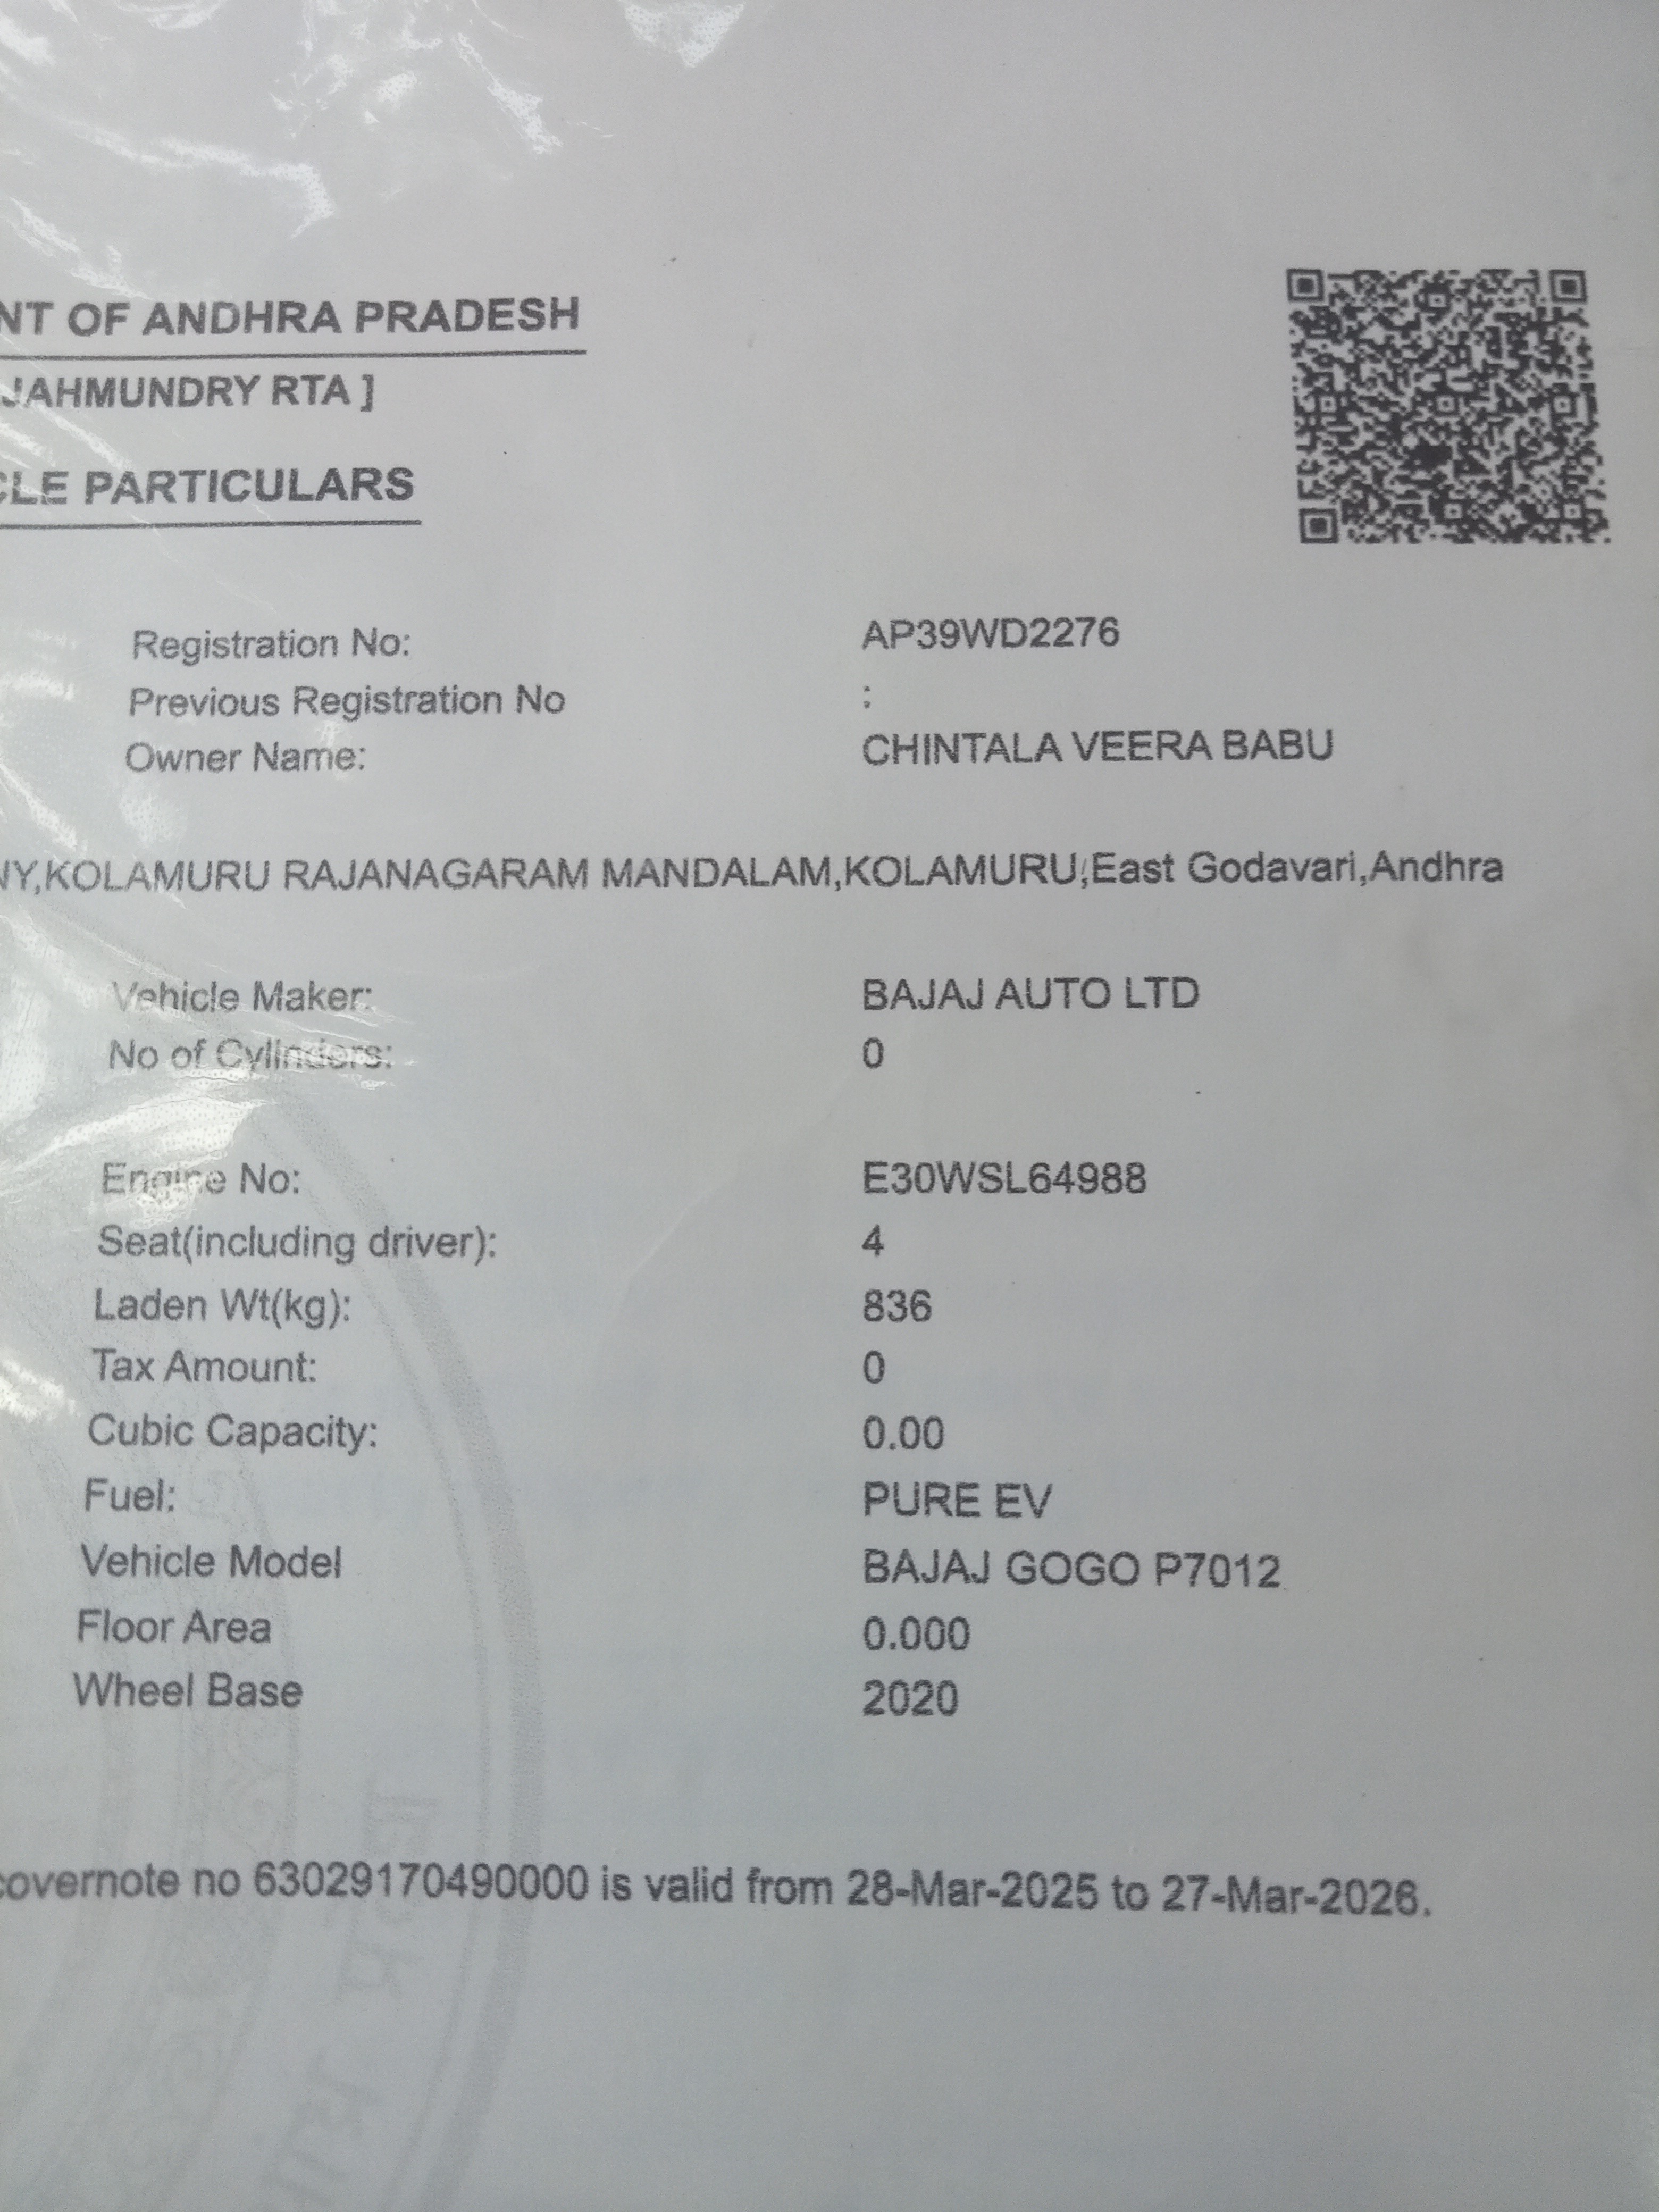 NT OF ANDHRA PRADESH
JAHMUNDRY RTA ]
CLE PARTICULARS
Registration No: AP39WD2276
Previous Registration No :
Owner Name: CHINTALA VEERA BABU
NY,KOLAMURU RAJANAGARAM MANDALAM,KOLAMURU,East Godavari,Andhra
Vehicle Maker: BAJAJ AUTO LTD
No of Cylinders: 0
Engine No: E30WSL64988
Seat(including driver): 4
Laden Wt(kg): 836
Tax Amount: 0
Cubic Capacity: 0.00
Fuel: PURE EV
Vehicle Model BAJAJ GOGO P7012
Floor Area 0.000
Wheel Base 2020
covernote no 63029170490000 is valid from 28-Mar-2025 to 27-Mar-2026.